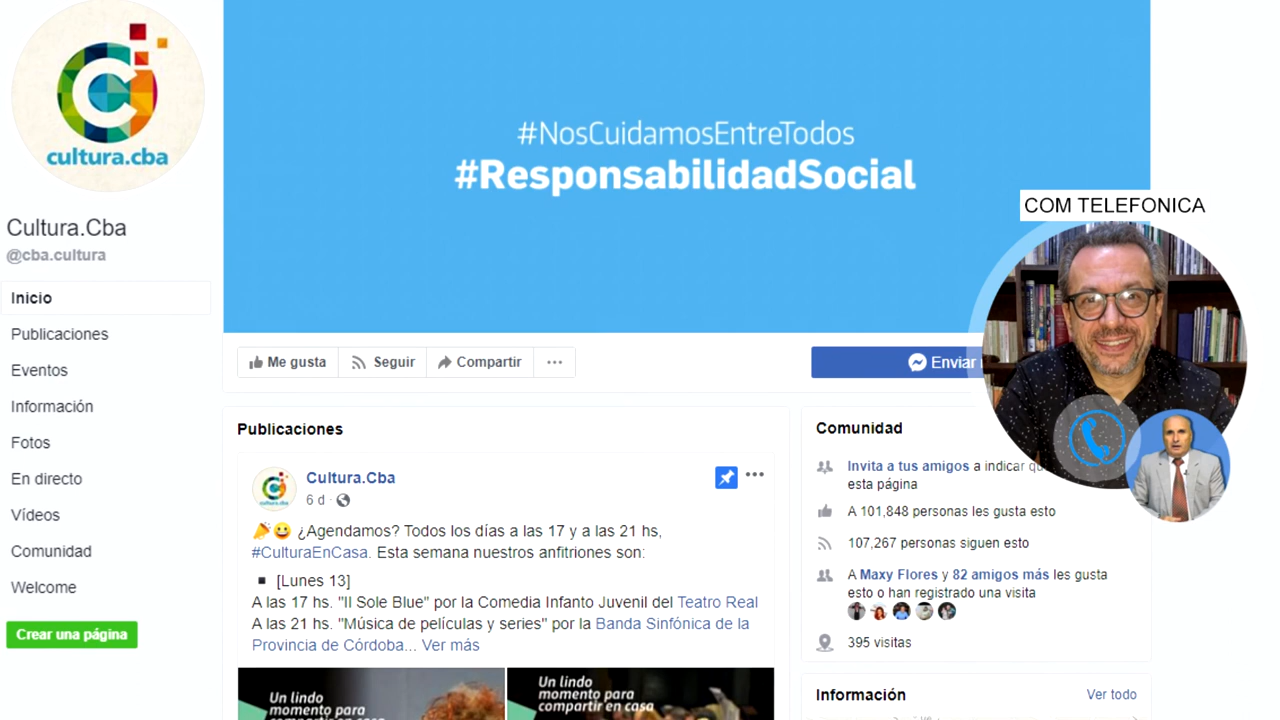 cultura.cba
Cultura.Cba
@cba.cultura
Inicio
Publicaciones
Eventos
Información
Fotos
En directo
Vídeos
Comunidad
Welcome
Crear una página
#NosCuidamosEntreTodos
#ResponsabilidadSocial
COM TELEFONICA
Me gusta
Seguir
Compartir
Enviar
Publicaciones
Cultura.Cba
6 d
¿Agendamos? Todos los días a las 17 y a las 21 hs,
#CulturaEnCasa. Esta semana nuestros anfitriones son:
[Lunes 13]
A las 17 hs. "Il Sole Blue" por la Comedia Infanto Juvenil del Teatro Real
A las 21 hs. "Música de películas y series" por la Banda Sinfónica de la
Provincia de Córdoba... Ver más
Un lindo
momento para
compartir en casa
Un lindo
momento para
compartir en casa
Comunidad
Invita a tus amigos a indicar
esta página
A 101,848 personas les gusta esto
107,267 personas siguen esto
A Maxy Flores y 82 amigos más les gusta
esto o han registrado una visita
395 visitas
Información
Ver todo